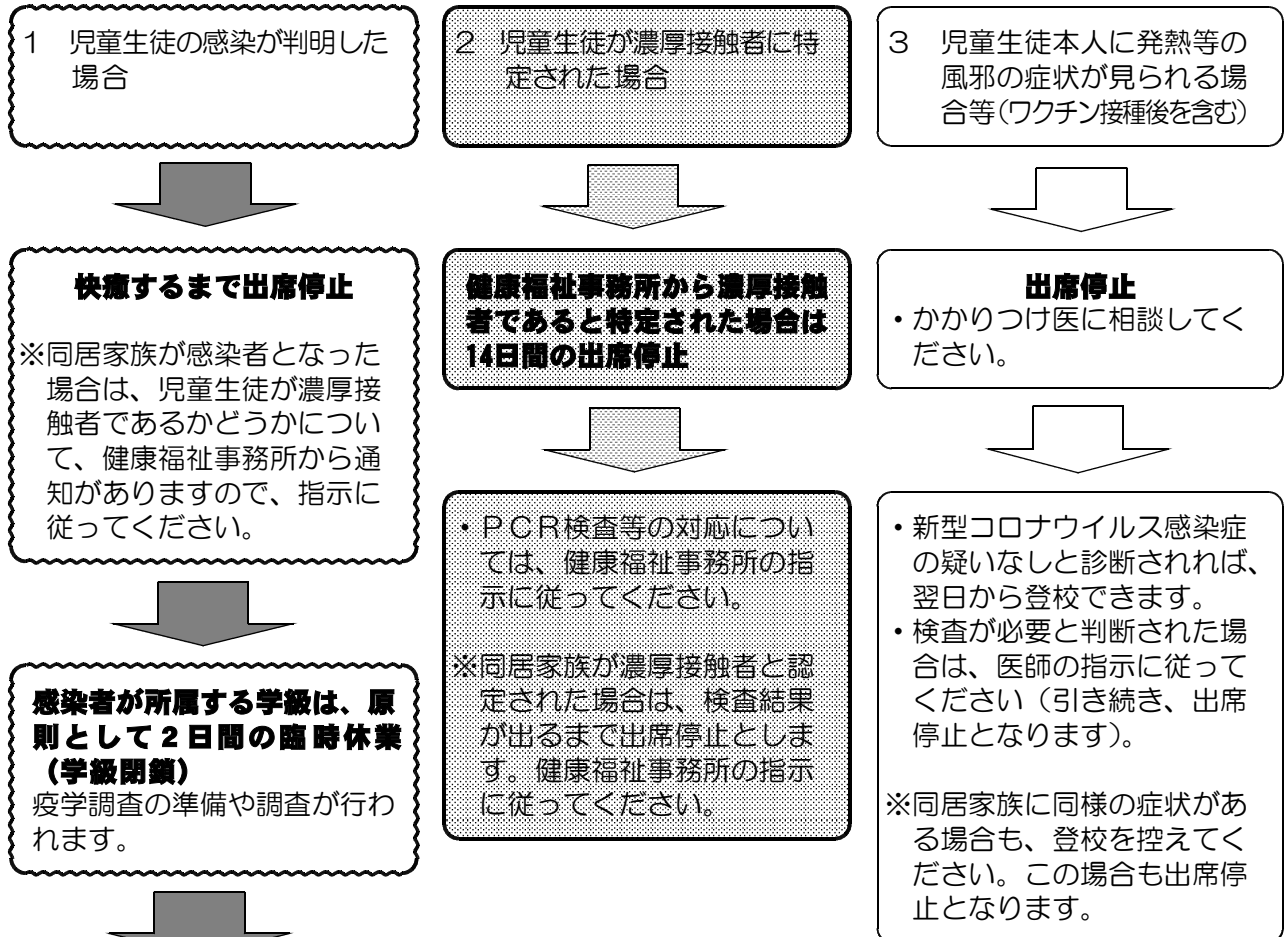 1 児童生徒の感染が判明した
場合
快癒するまで出席停止
※同居家族が感染者となった
場合は、児童生徒が濃厚接
触者であるかどうかについ
て、健康福祉事務所から通
知がありますので、指示に
従ってください。
感染者が所属する学級は、原
則として2日間の臨時休業
(学級閉鎖)
疫学調査の準備や調査が行わ
れます。
2 児童生徒が濃厚接触者に特
定された場合
健康福祉事務所から濃厚接触
者であると特定された場合は
14日間の出席停止
・PCR検査等の対応につい
ては、健康福祉事務所の指
示に従ってください。
※同居家族が濃厚接触者と認
定された場合は、検査結果
が出るまで出席停止としま
す。健康福祉事務所の指示
に従ってください。
3 児童生徒本人に発熱等の
風邪の症状が見られる場
合等(ワクチン接種後を含む)
出席停止
・かかりつけ医に相談してく
ださい。
・新型コロナウイルス感染症
の疑いなしと診断されれば、
翌日から登校できます。
・検査が必要と判断された場
合は、医師の指示に従って
ください(引き続き、出席
停止となります)。
※同居家族に同様の症状があ
る場合も、登校を控えてく
ださい。この場合も出席停
止となります。